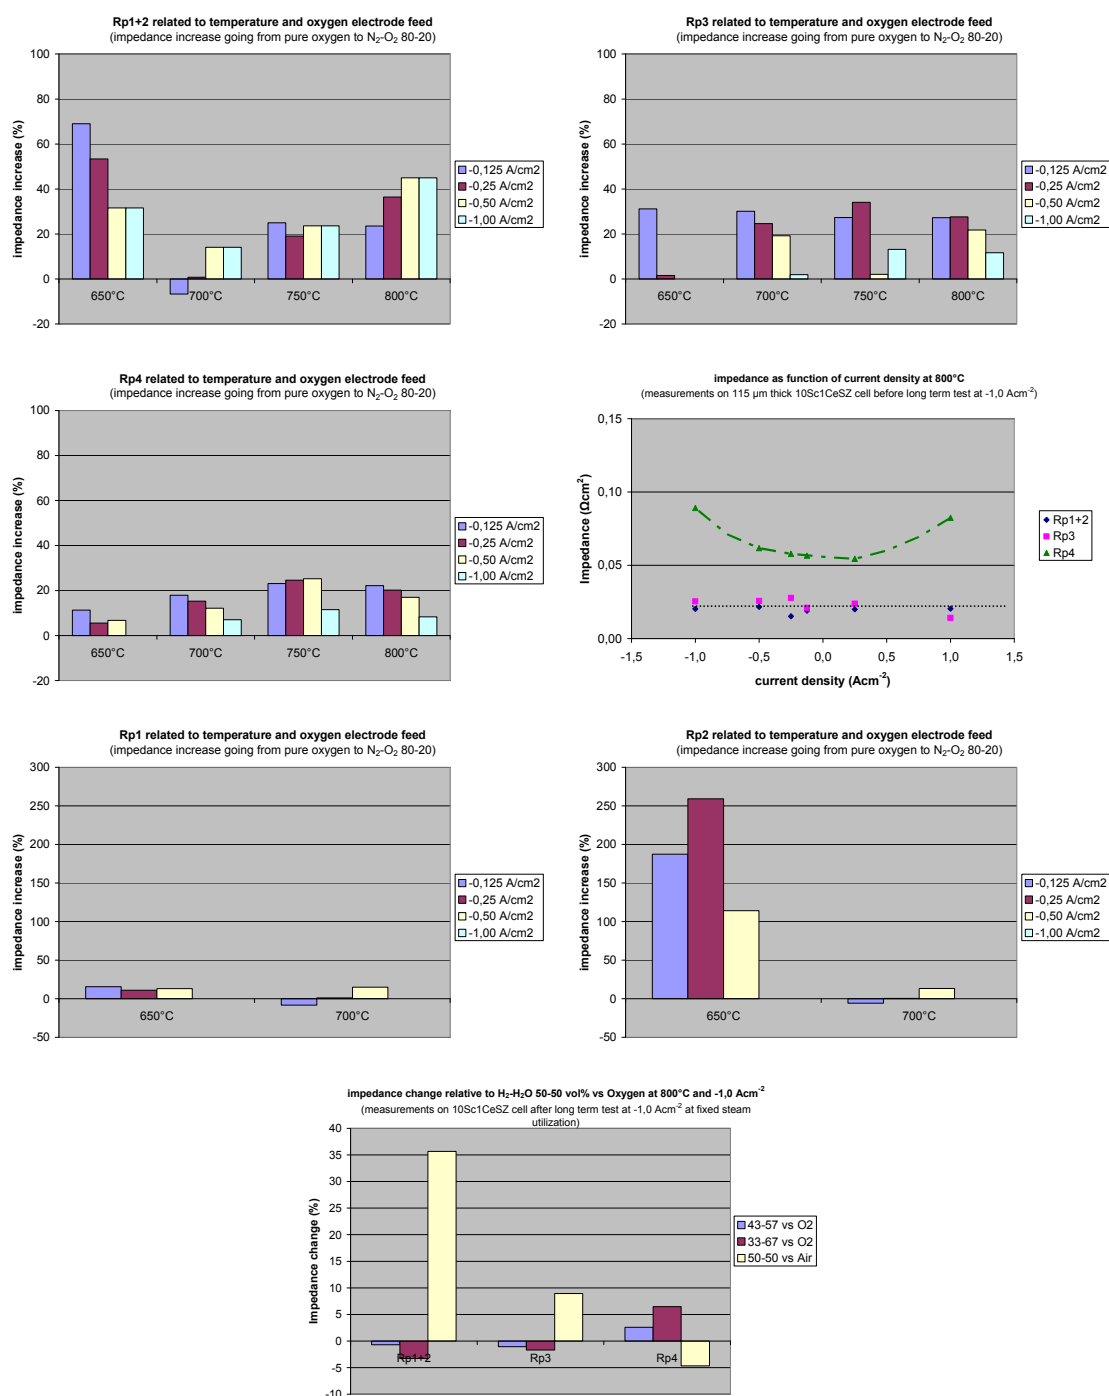 Rp1+2 related to temperature and oxygen electrode feed
(impedance increase going from pure oxygen to N2-O2 80-20)
impedance increase (%)
100
80
60
40
20
0
-20
650°C
700°C
750°C
800°C
-0,125 A/cm2
-0,25 A/cm2
-0,50 A/cm2
-1,00 A/cm2
Rp3 related to temperature and oxygen electrode feed
(impedance increase going from pure oxygen to N2-O2 80-20)
impedance increase (%)
100
80
60
40
20
0
-20
650°C
700°C
750°C
800°C
-0,125 A/cm2
-0,25 A/cm2
-0,50 A/cm2
-1,00 A/cm2
Rp4 related to temperature and oxygen electrode feed
(impedance increase going from pure oxygen to N2-O2 80-20)
impedance increase (%)
100
80
60
40
20
0
-20
650°C
700°C
750°C
800°C
-0,125 A/cm2
-0,25 A/cm2
-0,50 A/cm2
-1,00 A/cm2
impedance as function of current density at 800°C
(measurements on 115 µm thick 10Sc1CeSZ cell before long term test at -1,0 Acm-2)
Impedance (Ωcm2)
0,15
0,10
0,05
0,00
-1,5
-1,0
-0,5
0,0
0,5
1,0
1,5
current density (Acm-2)
Rp1+2
Rp3
Rp4
Rp1 related to temperature and oxygen electrode feed
(impedance increase going from pure oxygen to N2-O2 80-20)
impedance increase (%)
300
250
200
150
100
50
0
-50
650°C
700°C
-0,125 A/cm2
-0,25 A/cm2
-0,50 A/cm2
-1,00 A/cm2
Rp2 related to temperature and oxygen electrode feed
(impedance increase going from pure oxygen to N2-O2 80-20)
impedance increase (%)
300
250
200
150
100
50
0
-50
650°C
700°C
-0,125 A/cm2
-0,25 A/cm2
-0,50 A/cm2
-1,00 A/cm2
impedance change relative to H2-H2O 50-50 vol% vs Oxygen at 800°C and -1,0 Acm-2
(measurements on 10Sc1CeSZ cell after long term test at -1,0 Acm-2 at fixed steam
utilization)
Impedance change (%)
40
35
30
25
20
15
10
5
0
-5
-10
Rp1+2
Rp3
Rp4
43-57 vs O2
33-67 vs O2
50-50 vs Air